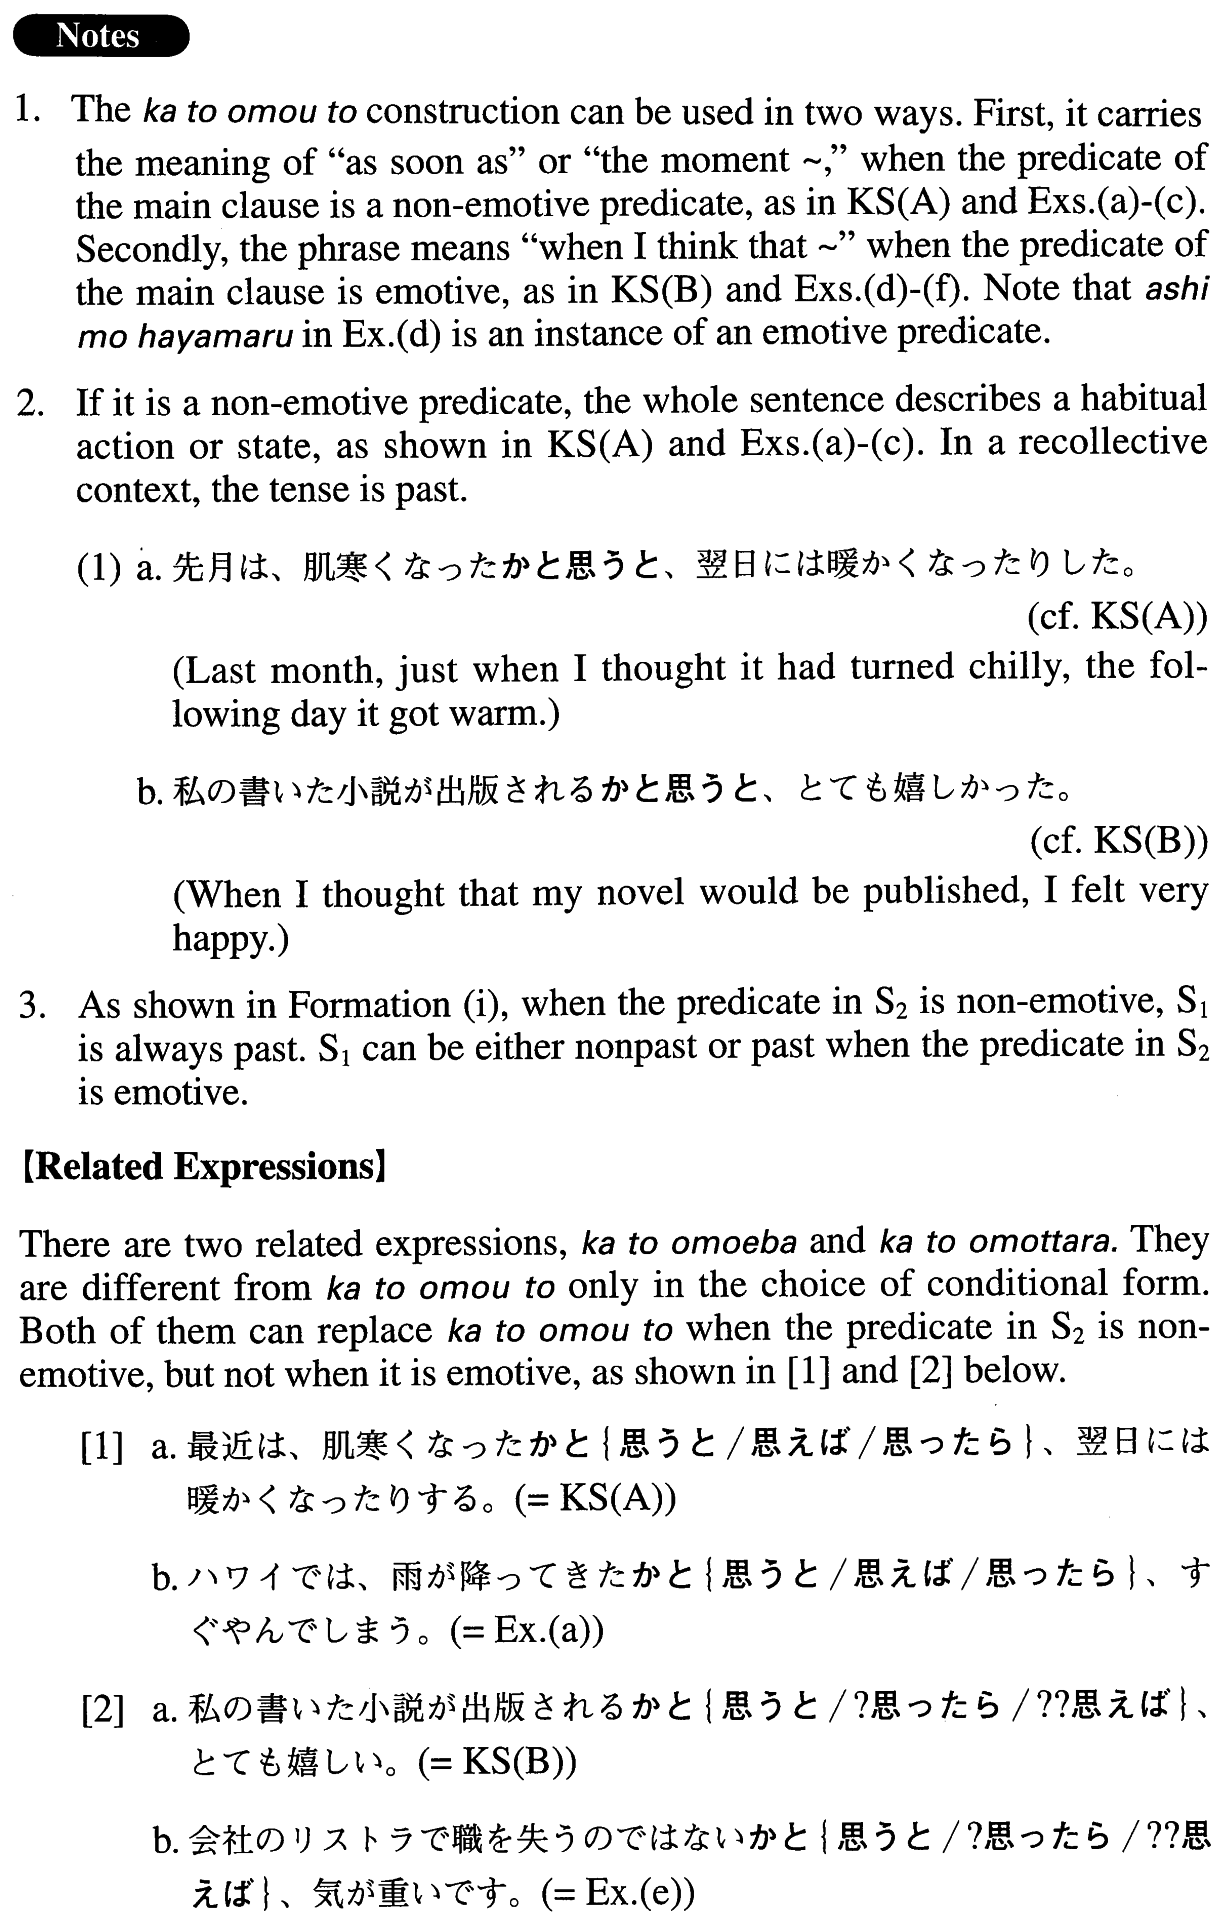 Notes
1. The ka to omou to construction can be used in two ways. First, it carries
the meaning of “as soon as” or “the moment ~,” when the predicate of
the main clause is a non-emotive predicate, as in KS(A) and Exs.(a)-(c).
Secondly, the phrase means “when I think that ~” when the predicate of
the main clause is emotive, as in KS(B) and Exs.(d)-(f). Note that ashi
mo hayamaru in Ex.(d) is an instance of an emotive predicate.
2. If it is a non-emotive predicate, the whole sentence describes a habitual
action or state, as shown in KS(A) and Exs.(a)-(c). In a recollective
context, the tense is past.
(1) a. 先月は、肌寒くなったかと思うと、翌日には暖かくなったりした。
(cf. KS(A))
(Last month, just when I thought it had turned chilly, the fol-
lowing day it got warm.)
b. 私の書いた小説が出版されるかと思うと、とても嬉しかった。
(cf. KS(B))
(When I thought that my novel would be published, I felt very
happy.)
3. As shown in Formation (i), when the predicate in S₂ is non-emotive, S₁
is always past. S₁ can be either nonpast or past when the predicate in S₂
is emotive.
【Related Expressions】
There are two related expressions, ka to omoeba and ka to omottara. They
are different from ka to omou to only in the choice of conditional form.
Both of them can replace ka to omou to when the predicate in S₂ is non-
emotive, but not when it is emotive, as shown in [1] and [2] below.
[1] a. 最近は、肌寒くなったかと{思うと/思えば/思ったら}、翌日には
暖かくなったりする。(= KS(A))
b. ハワイでは、雨が降ってきたかと{思うと/思えば/思ったら}、す
ぐやんでしまう。(= Ex.(a))
[2] a. 私の書いた小説が出版されるかと{思うと/?思ったら/??思えば}、
とても嬉しい。(= KS(B))
b. 会社のリストラで職を失うのではないかと{思うと/?思ったら/??思
えば}、気が重いです。(= Ex.(e))